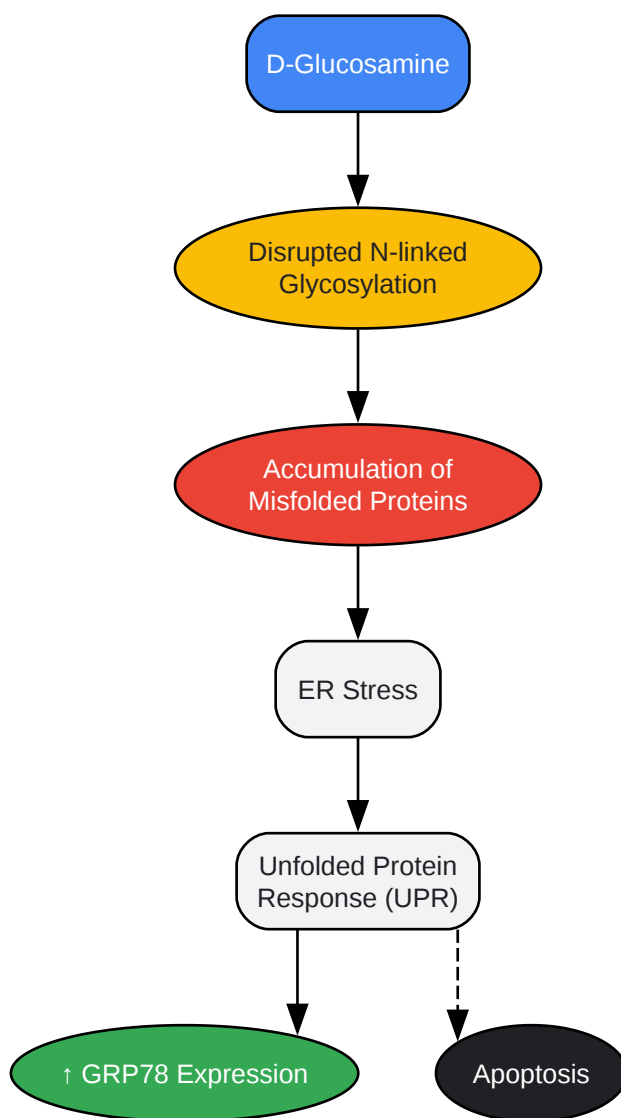 D-Glucosamine
Disrupted N-linked
Glycosylation
Accumulation of
Misfolded Proteins
ER Stress
Unfolded Protein
Response (UPR)
↑ GRP78 Expression
Apoptosis